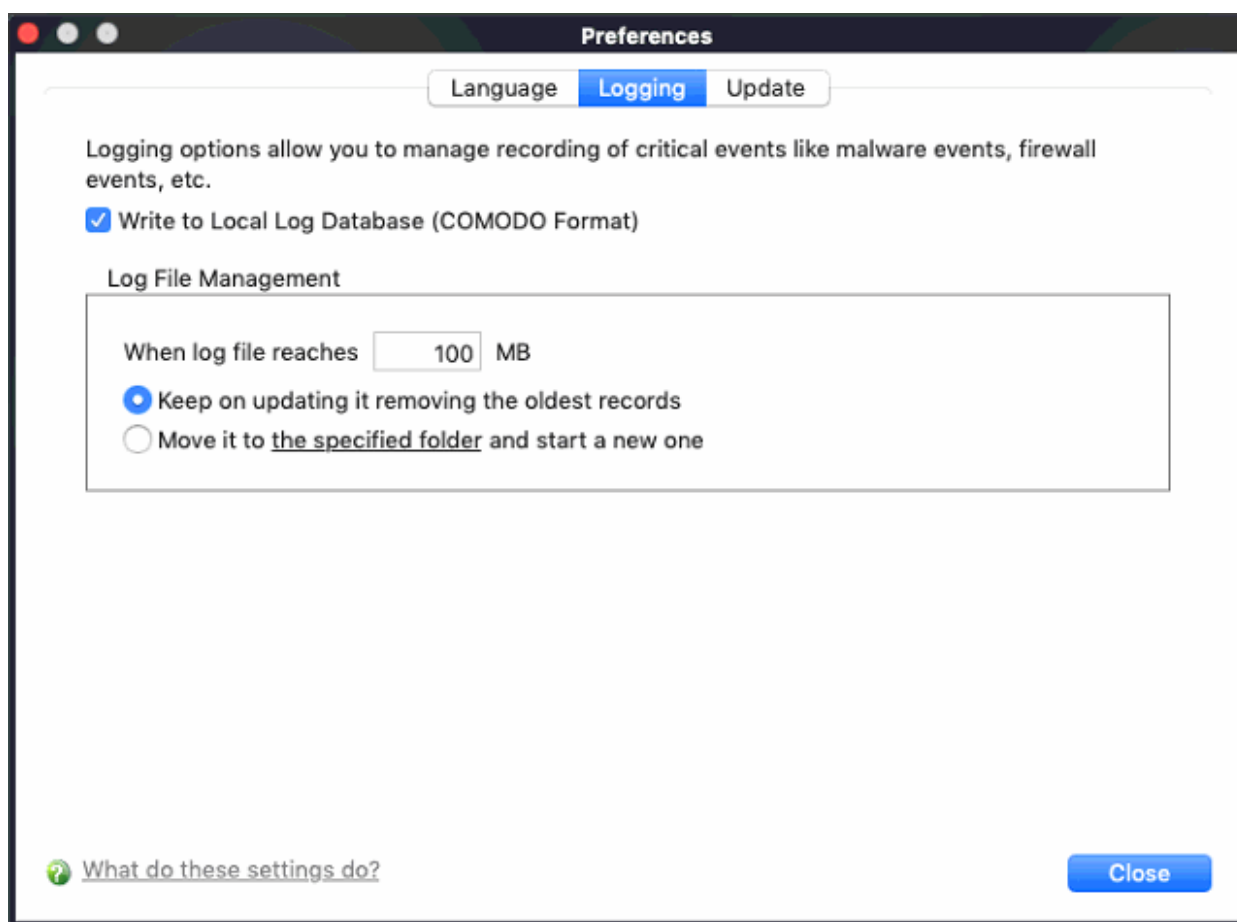 Preferences
Language Logging Update
Logging options allow you to manage recording of critical events like malware events, firewall
events, etc.
Write to Local Log Database (COMODO Format)
Log File Management
When log file reaches 100 MB
Keep on updating it removing the oldest records
Move it to the specified folder and start a new one
What do these settings do?
Close